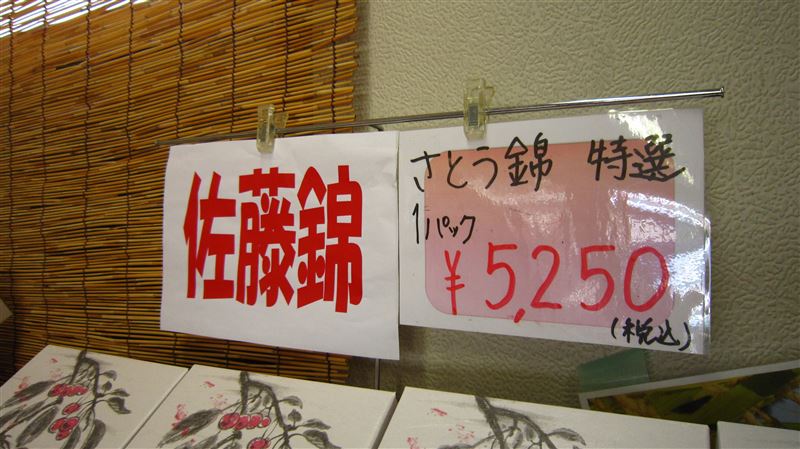 佐藤錦
さとう錦 特選
1パック
¥5,250
(税込)